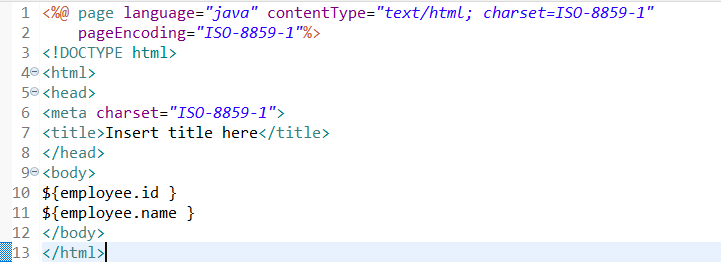 1 <%@ page language="java" contentType="text/html; charset=ISO-8859-1"
2     pageEncoding="ISO-8859-1"%>
3 <!DOCTYPE html>
4 <html>
5 <head>
6 <meta charset="ISO-8859-1">
7 <title>Insert title here</title>
8 </head>
9 <body>
10 ${employee.id }
11 ${employee.name }
12 </body>
13 </html>